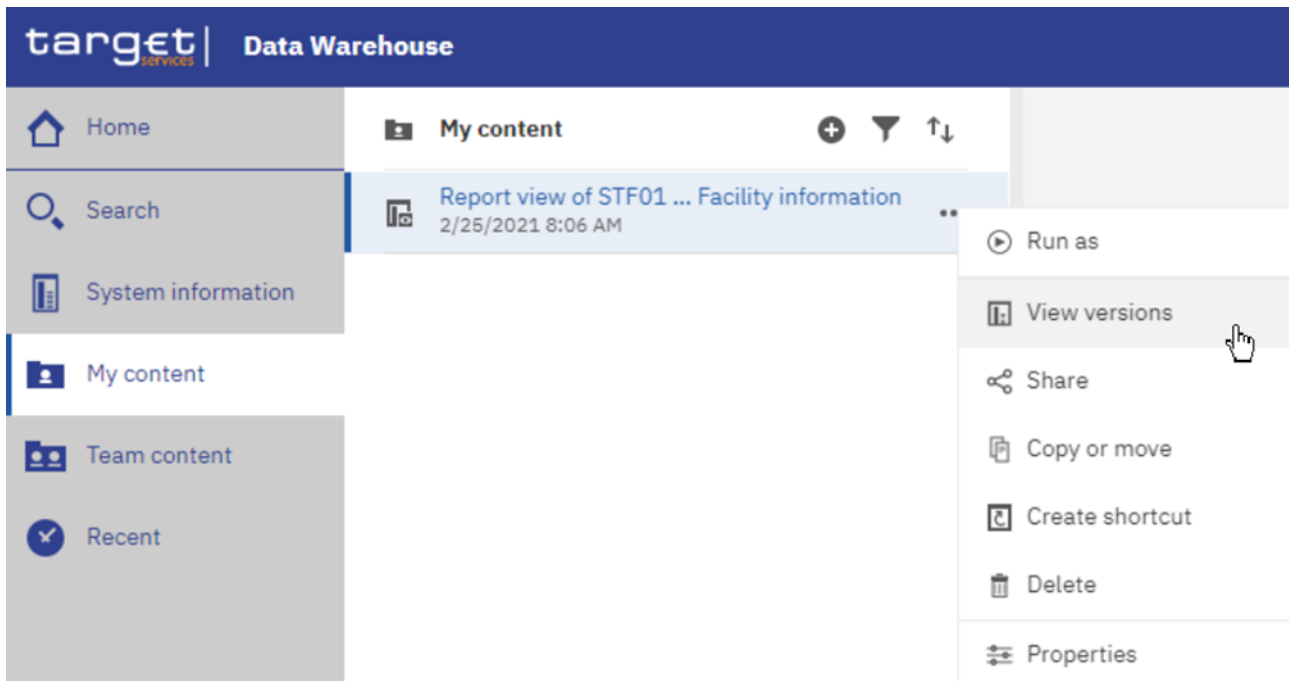 target services | Data Warehouse
Home
Search
System information
My content
Team content
Recent
My content
Report view of STF01 ... Facility information
2/25/2021 8:06 AM
Run as
View versions
Share
Copy or move
Create shortcut
Delete
Properties